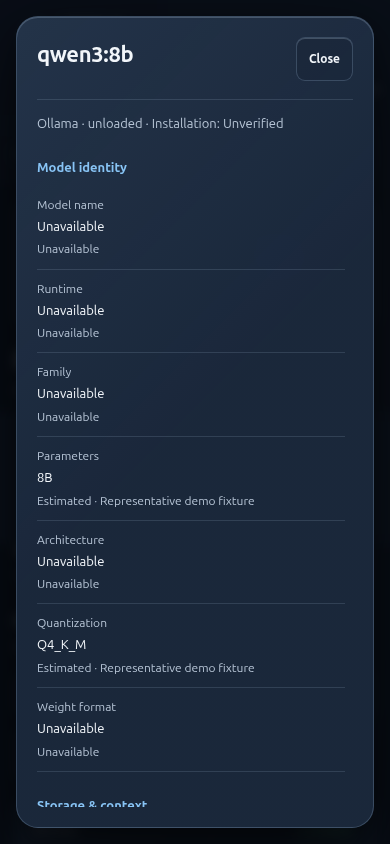 qwen3:8b
Close
Ollama · unloaded · Installation: Unverified
Model identity
Model name
Unavailable
Unavailable
Runtime
Unavailable
Unavailable
Family
Unavailable
Unavailable
Parameters
8B
Estimated · Representative demo fixture
Architecture
Unavailable
Unavailable
Quantization
Q4_K_M
Estimated · Representative demo fixture
Weight format
Unavailable
Unavailable
Storage & context